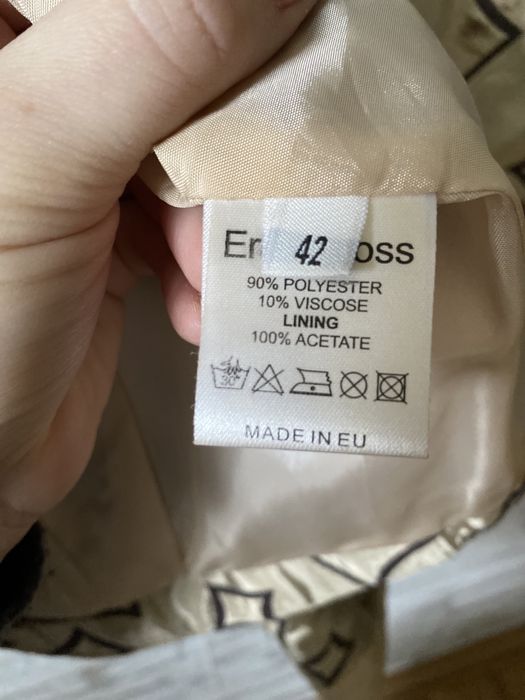 42
90% POLYESTER
10% VISCOSE
LINING
100% ACETATE
30°
MADE IN EU